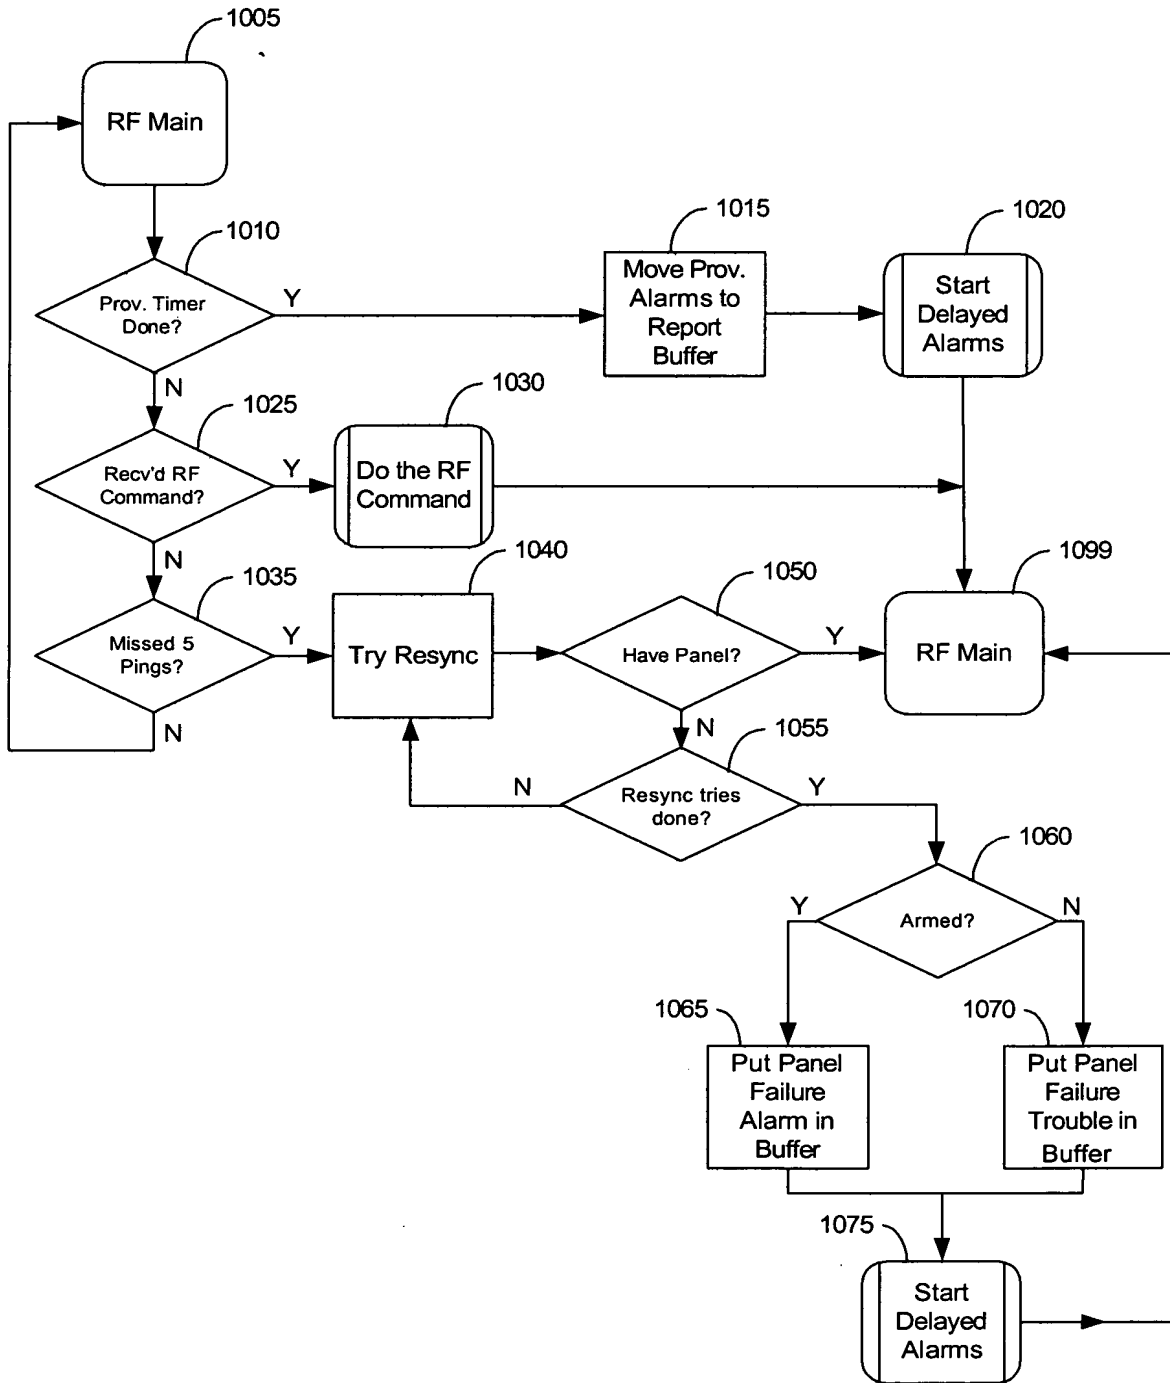 1005
RF Main
1010
Prov. Timer
Done?
Y
N
1015
Move Prov.
Alarms to
Report
Buffer
1020
Start
Delayed
Alarms
1025
Recv'd RF
Command?
Y
N
1030
Do the RF
Command
1035
Missed 5
Pings?
Y
N
1040
Try Resync
1050
Have Panel?
Y
N
1099
RF Main
1055
Resync tries
done?
N
Y
1060
Armed?
Y
N
1065
Put Panel
Failure
Alarm in
Buffer
1070
Put Panel
Failure
Trouble in
Buffer
1075
Start
Delayed
Alarms